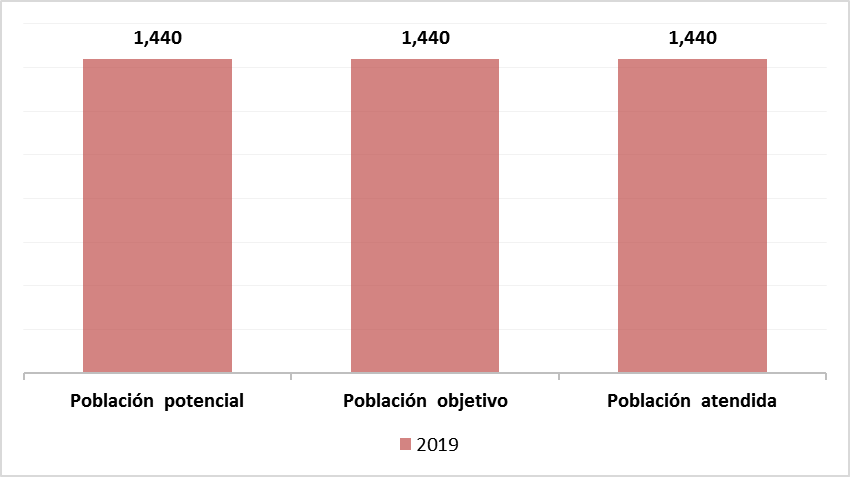 1,440 1,440 1,440
Población potencial Población objetivo Población atendida
2019